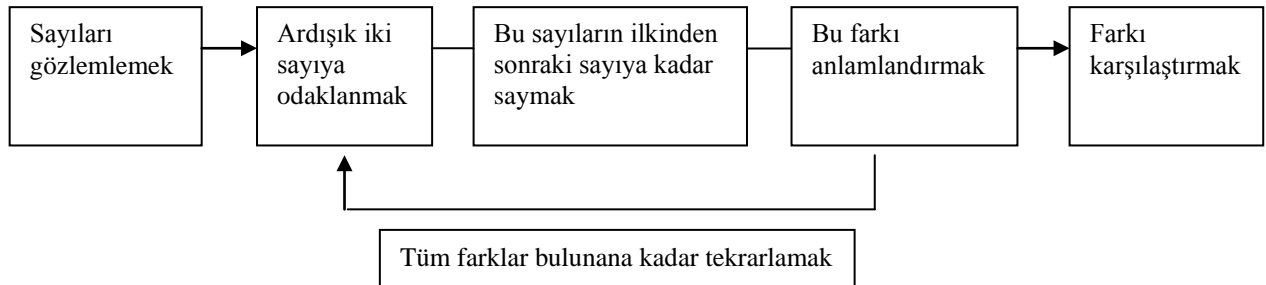 Sayıları
gözlemlemek
Ardışık iki
sayıya
odaklanmak
Bu sayıların ilkinden
sonraki sayıya kadar
saymak
Bu farkı
anlamlandırmak
Farkı
karşılaştırmak
Tüm farklar bulunana kadar tekrarlamak